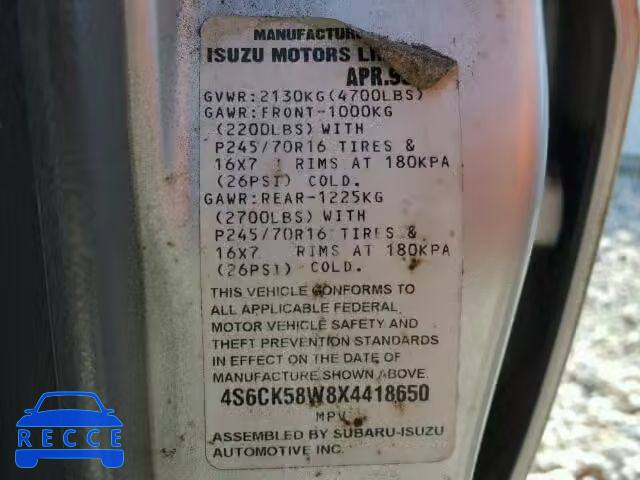 MANUFACTURE
ISUZU MOTORS
APR.9
GVWR:2130KG(4700LBS)
GAWR:FRONT-1000KG
(2200LBS) WITH
P245/70R16 TIRES &
16X7 RIMS AT 180KPA
(26PSI) COLD.
GAWR:REAR-1225KG
(2700LBS) WITH
P245/70R16 TIRES &
16X7 RIMS AT 180KPA
(26PSI) COLD.
THIS VEHICLE CONFORMS TO
ALL APPLICABLE FEDERAL
MOTOR VEHICLE SAFETY AND
THEFT PREVENTION STANDARDS
IN EFFECT ON THE DATE OF
MANUFACTURE SHOWN ABOVE.
4S6CK58W8X4418650
MPV
ASSEMBLED BY SUBARU-ISUZU
AUTOMOTIVE INC.
RECCE